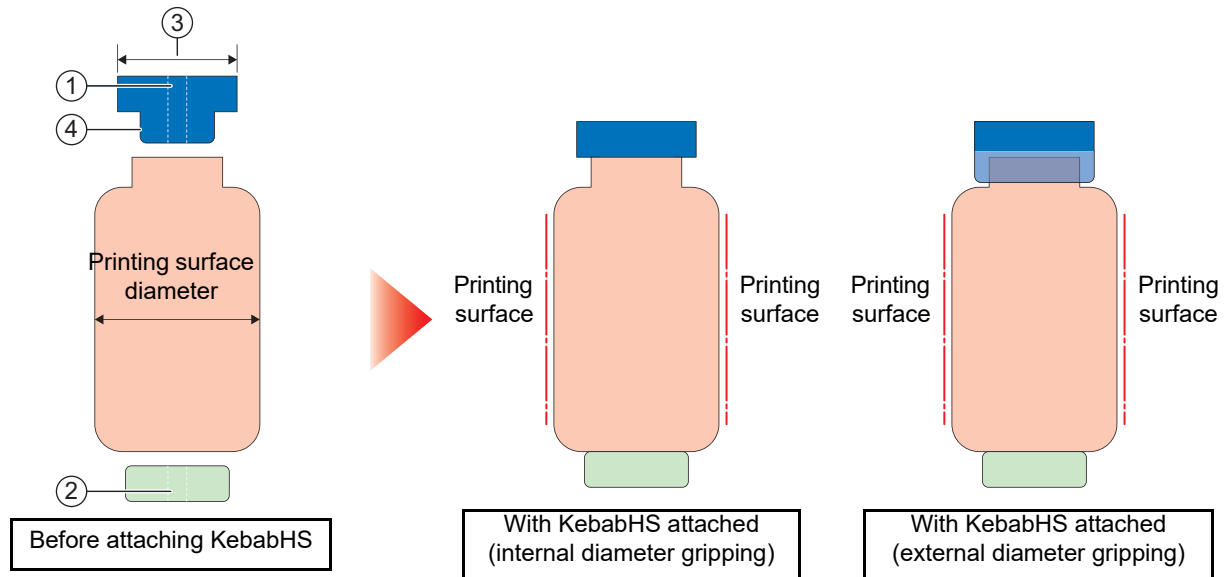 3
1
4
Printing surface
diameter
2
Before attaching KebabHS
Printing
surface
Printing
surface
With KebabHS attached
(internal diameter gripping)
Printing
surface
Printing
surface
With KebabHS attached
(external diameter gripping)